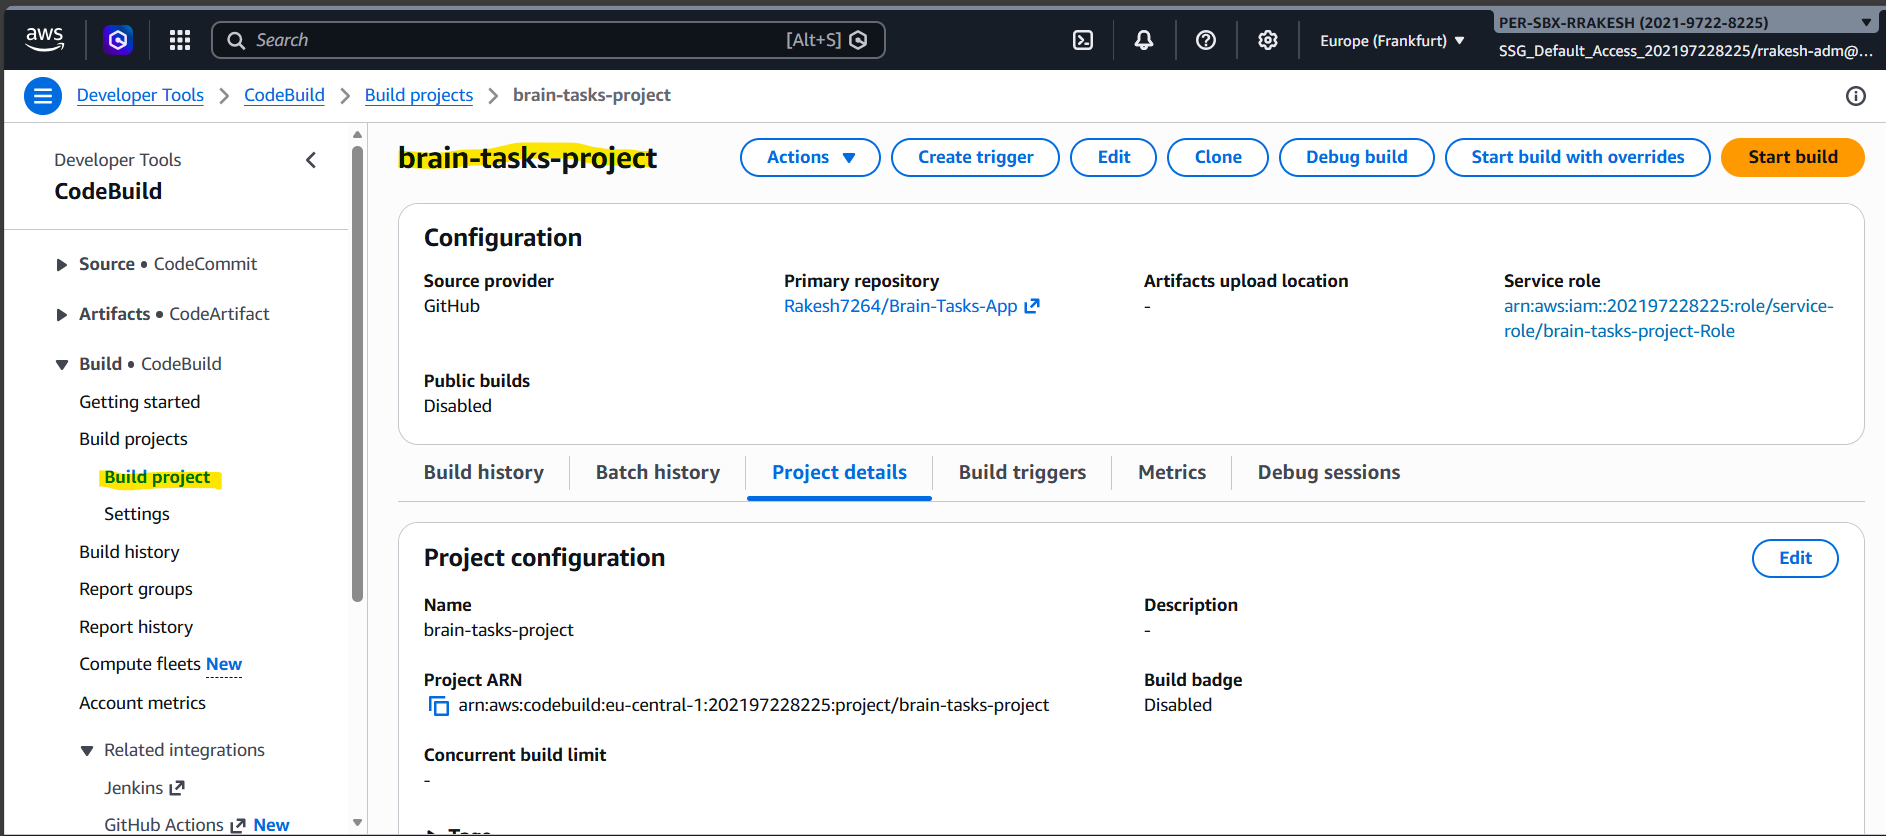 aws
Search
[Alt+S]
Europe (Frankfurt)
PER-SBX-RRAKESH (2021-9722-8225)
SSG_Default_Access_202197228225/rrakesh-adm@...
Developer Tools
CodeBuild
Build projects
brain-tasks-project
Developer Tools
CodeBuild
Source • CodeCommit
Artifacts • CodeArtifact
Build • CodeBuild
Getting started
Build projects
Build project
Settings
Build history
Report groups
Report history
Compute fleets New
Account metrics
Related integrations
Jenkins
GitHub Actions New
brain-tasks-project
Actions
Create trigger
Edit
Clone
Debug build
Start build with overrides
Start build
Configuration
Source provider
GitHub
Primary repository
Rakesh7264/Brain-Tasks-App
Artifacts upload location
-
Service role
arn:aws:iam::202197228225:role/service-
role/brain-tasks-project-Role
Public builds
Disabled
Build history
Batch history
Project details
Build triggers
Metrics
Debug sessions
Project configuration
Edit
Name
brain-tasks-project
Description
-
Project ARN
arn:aws:codebuild:eu-central-1:202197228225:project/brain-tasks-project
Build badge
Disabled
Concurrent build limit
-
Tags